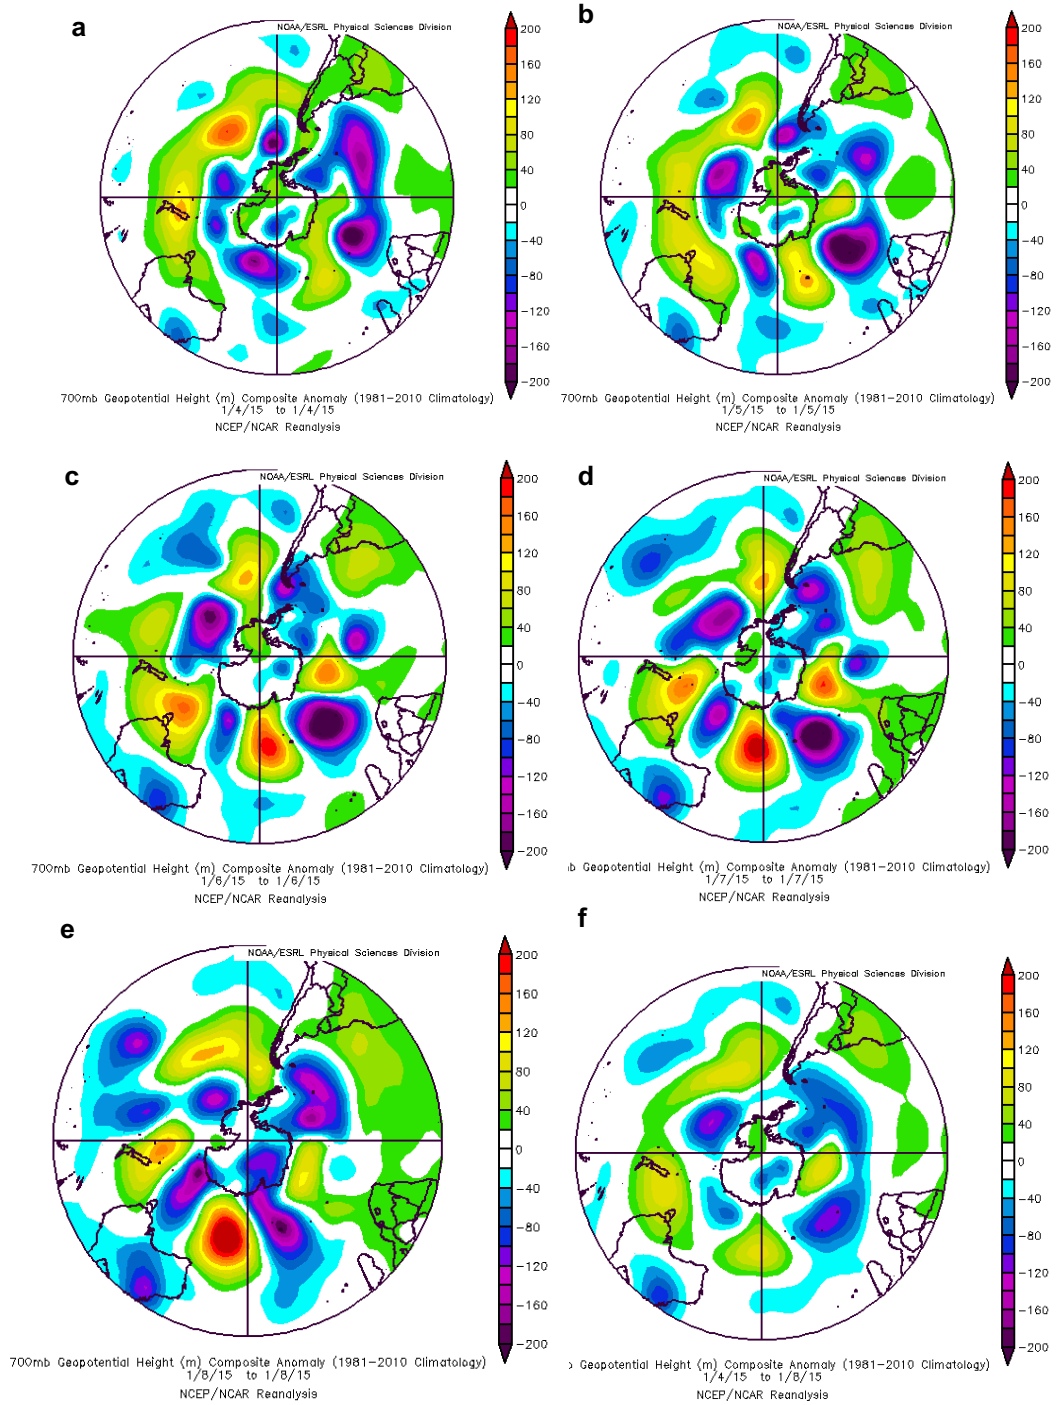 a
NOAA/ESRL Physical Sciences Division
200
160
120
80
40
0
−40
−80
−120
−160
−200
700mb Geopotential Height (m) Composite Anomaly (1981−2010 Climatology)
1/4/15 to 1/4/15
NCEP/NCAR Reanalysis
b
NOAA/ESRL Physical Sciences Division
200
160
120
80
40
0
−40
−80
−120
−160
−200
700mb Geopotential Height (m) Composite Anomaly (1981−2010 Climatology)
1/5/15 to 1/5/15
NCEP/NCAR Reanalysis
c
NOAA/ESRL Physical Sciences Division
200
160
120
80
40
0
−40
−80
−120
−160
−200
700mb Geopotential Height (m) Composite Anomaly (1981−2010 Climatology)
1/6/15 to 1/6/15
NCEP/NCAR Reanalysis
d
NOAA/ESRL Physical Sciences Division
200
160
120
80
40
0
−40
−80
−120
−160
−200
b Geopotential Height (m) Composite Anomaly (1981−2010 Climatology)
1/7/15 to 1/7/15
NCEP/NCAR Reanalysis
e
NOAA/ESRL Physical Sciences Division
200
160
120
80
40
0
−40
−80
−120
−160
−200
700mb Geopotential Height (m) Composite Anomaly (1981−2010 Climatology)
1/8/15 to 1/8/15
NCEP/NCAR Reanalysis
f
NOAA/ESRL Physical Sciences Division
200
160
120
80
40
0
−40
−80
−120
−160
−200
Geopotential Height (m) Composite Anomaly (1981−2010 Climatology)
1/4/15 to 1/8/15
NCEP/NCAR Reanalysis